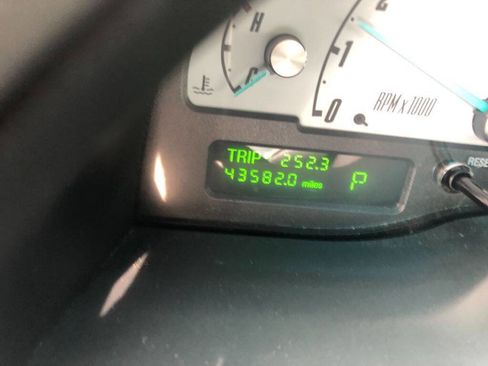 H
C
2
1
0
RPM x 1000
TRIP 252.3
43582.0 miles
P
RESE